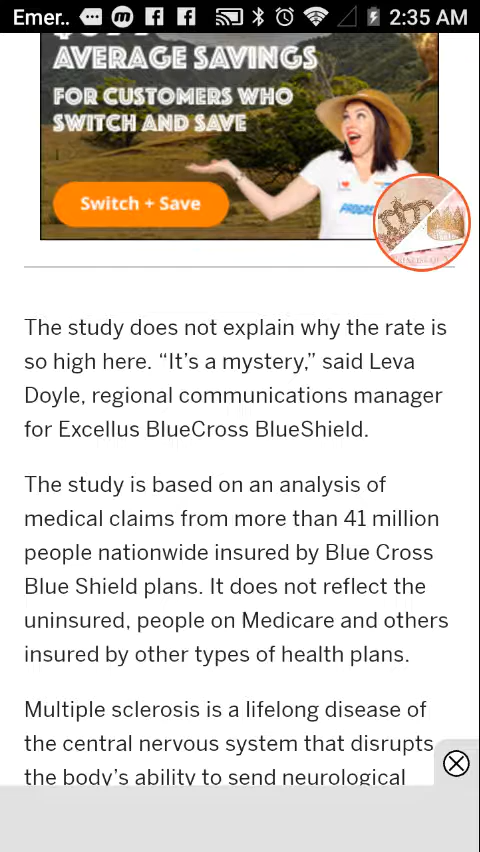 Emer.. 2:35 AM
AVERAGE SAVINGS
FOR CUSTOMERS WHO
SWITCH AND SAVE
Switch + Save
The study does not explain why the rate is
so high here. “It’s a mystery,” said Leva
Doyle, regional communications manager
for Excellus BlueCross BlueShield.
The study is based on an analysis of
medical claims from more than 41 million
people nationwide insured by Blue Cross
Blue Shield plans. It does not reflect the
uninsured, people on Medicare and others
insured by other types of health plans.
Multiple sclerosis is a lifelong disease of
the central nervous system that disrupts
the body’s ability to send neurological